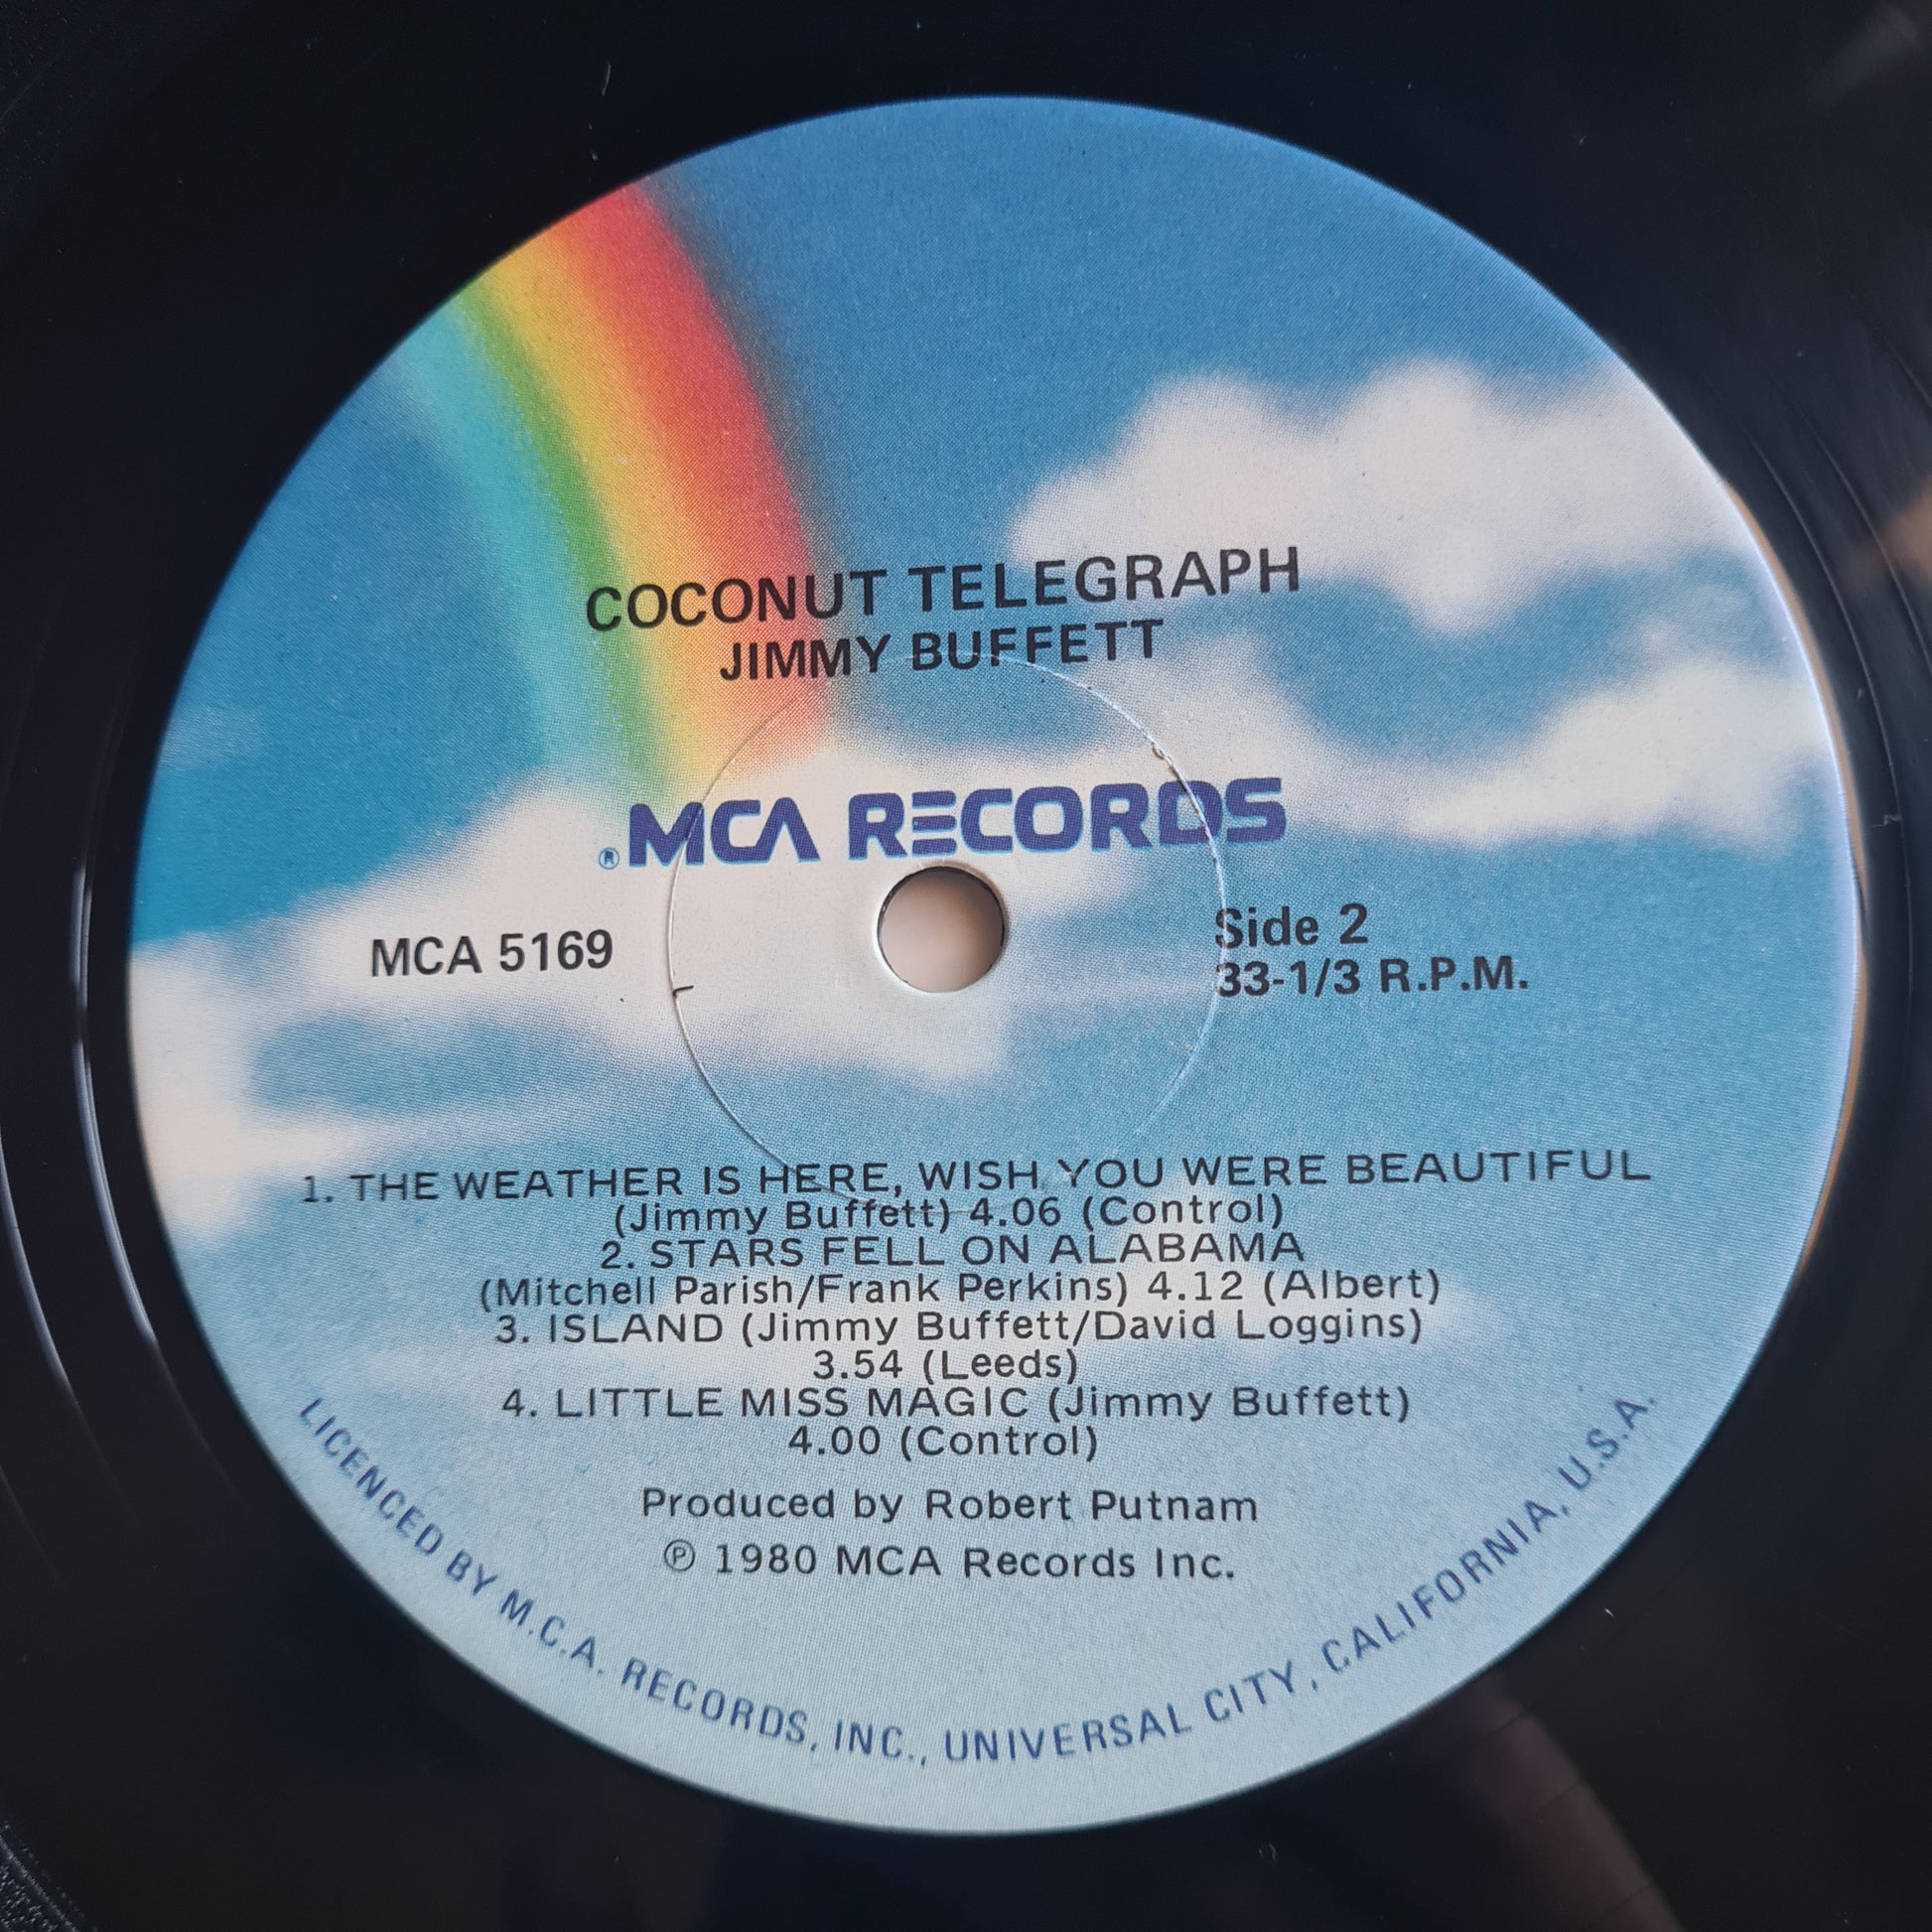 COCONUT TELEGRAPH
JIMMY BUFFETT
® MCA RECORDS
MCA 5169
Side 2
33-1/3 R.P.M.
1. THE WEATHER IS HERE, WISH YOU WERE BEAUTIFUL
(Jimmy Buffett) 4.06 (Control)
2. STARS FELL ON ALABAMA
(Mitchell Parish/Frank Perkins) 4.12 (Albert)
3. ISLAND (Jimmy Buffett/David Loggins)
3.54 (Leeds)
4. LITTLE MISS MAGIC (Jimmy Buffett)
4.00 (Control)
Produced by Robert Putnam
℗ 1980 MCA Records Inc.
LICENCED BY M.C.A. RECORDS, INC., UNIVERSAL CITY, CALIFORNIA, U.S.A.